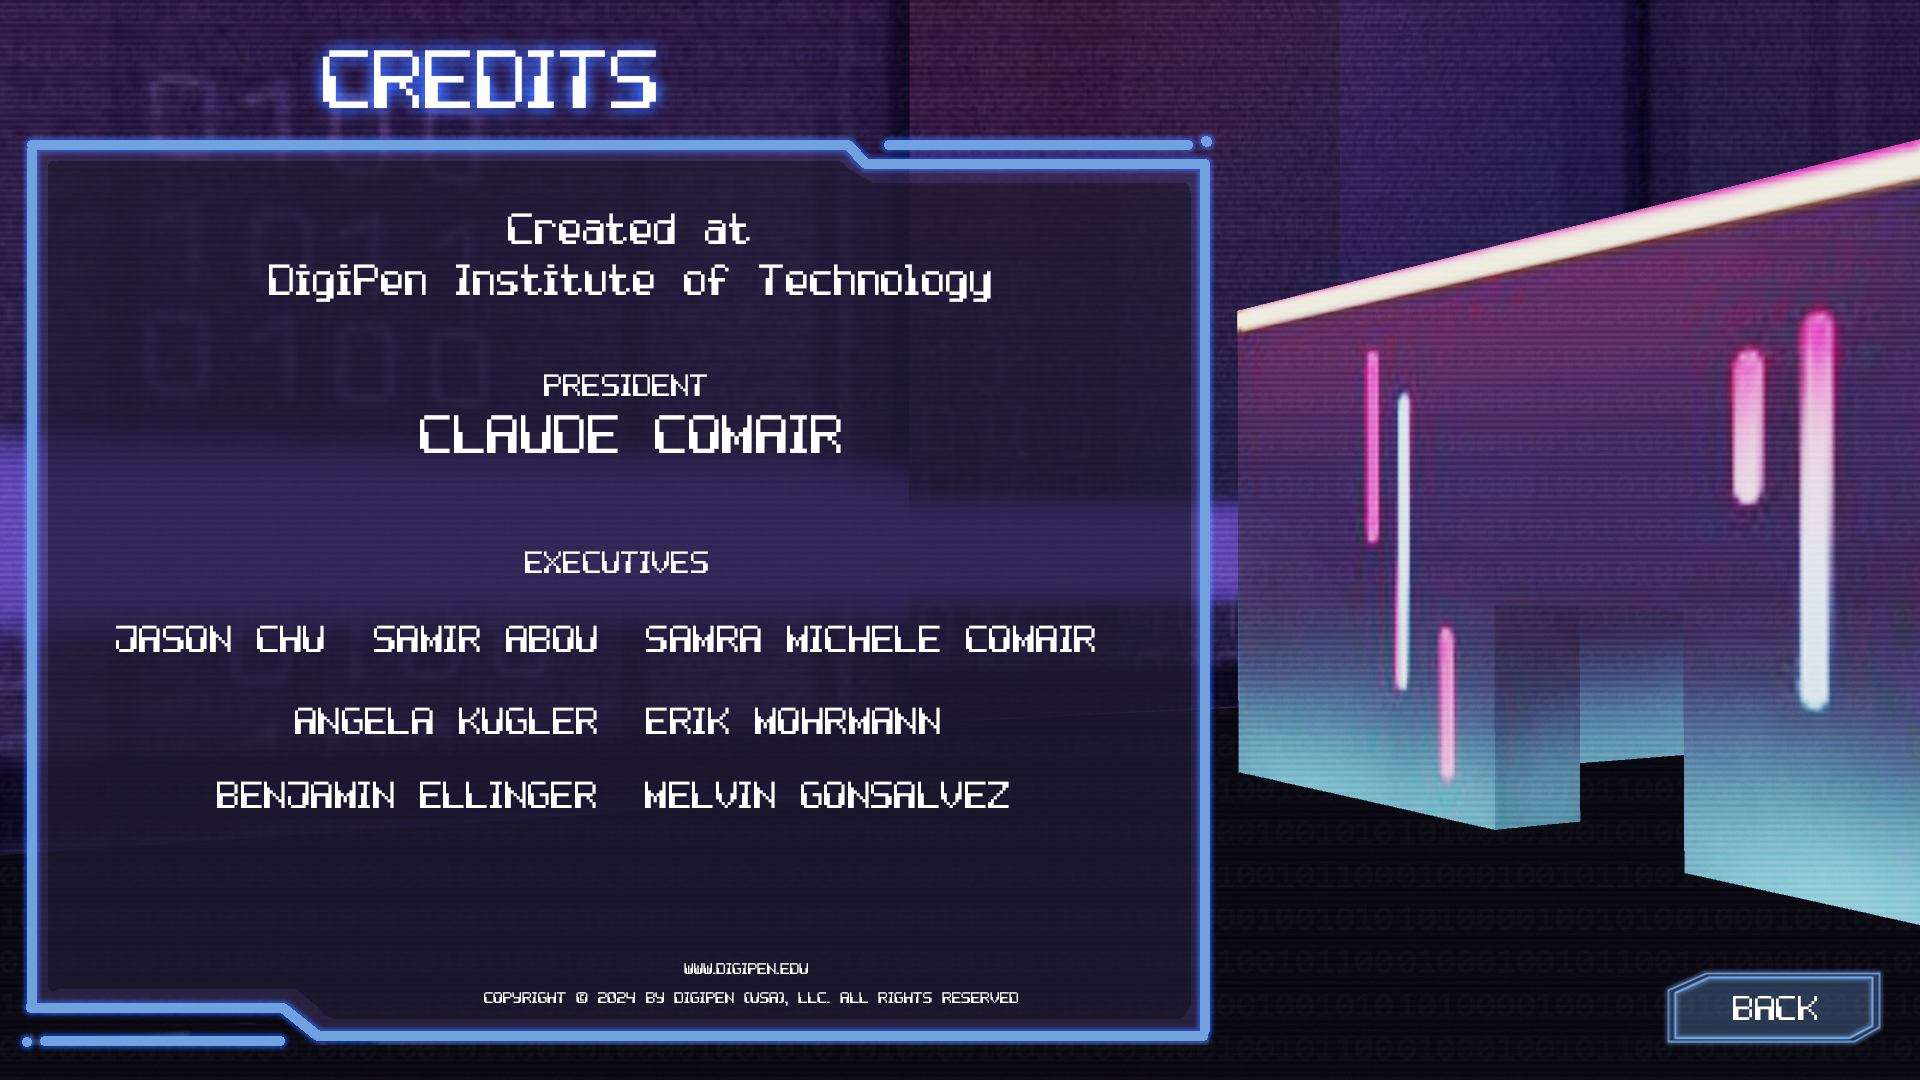 CREDITS
Created at
DigiPen Institute of Technology
PRESIDENT
CLAUDE COMAIR
EXECUTIVES
JASON CHU SAMIR ABOU SAMRA MICHELE COMAIR
ANGELA KUGLER ERIK MOHRMANN
BENJAMIN ELLINGER MELVIN GONSALVEZ
WWW.DIGIPEN.EDU
COPYRIGHT © 2024 BY DIGIPEN (USA), LLC. ALL RIGHTS RESERVED
BACK